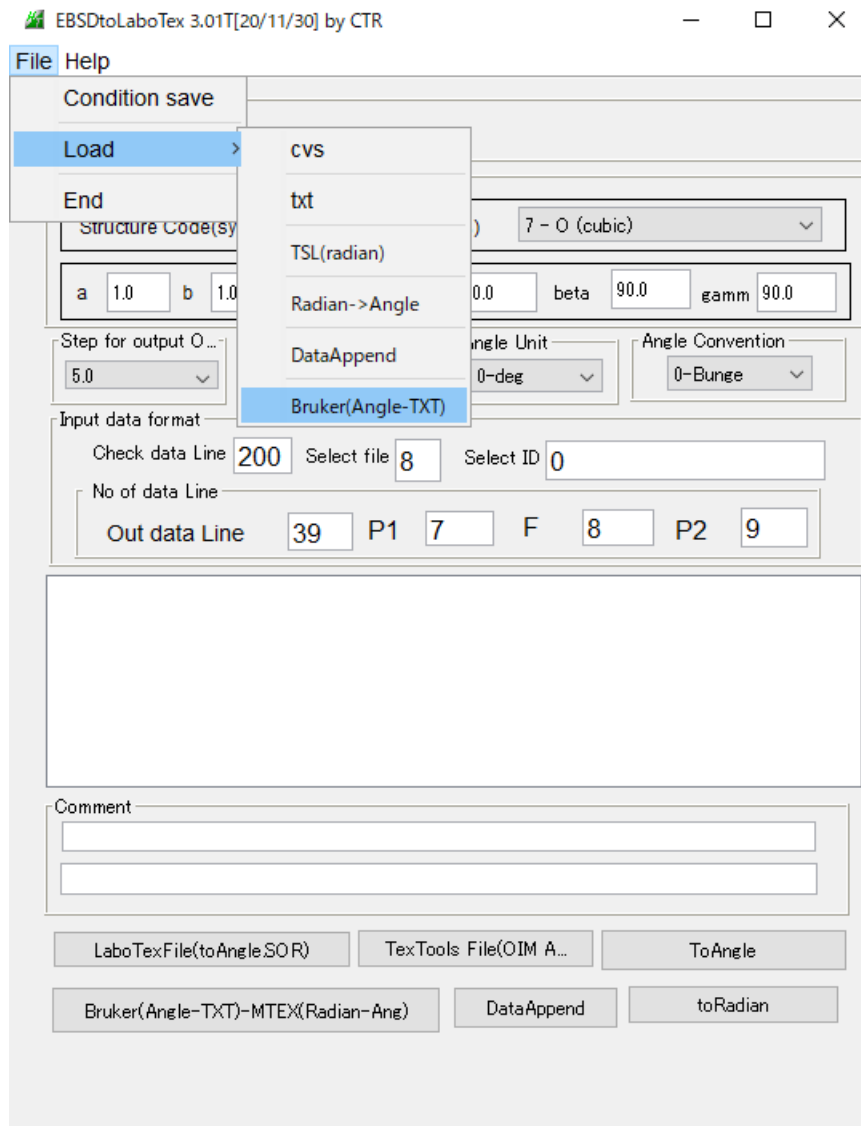 EBSDtoLaboTex 3.01T[20/11/30] by CTR
File Help
Condition save
Load
cvs
End
txt
Structure Code(sy
) 7 - O (cubic)
TSL(radian)
a 1.0 b 1.0
0.0 beta 90.0 gamm 90.0
Radian->Angle
Step for output O...
ngle Unit
Angle Convention
DataAppend
5.0
0-deg
0-Bunge
Bruker(Angle-TXT)
Input data format
Check data Line 200 Select file 8 Select ID 0
No of data Line
Out data Line 39 P1 7 F 8 P2 9
Comment
LaboTexFile(toAngle.SOR) TexTools File(OIM A... ToAngle
Bruker(Angle-TXT)-MTEX(Radian-Ang) DataAppend toRadian